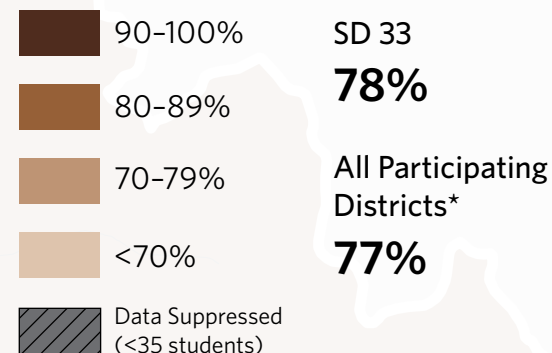 90–100%
80–89%
70–79%
<70%
Data Suppressed
(<35 students)
SD 33
78%
All Participating
Districts*
77%